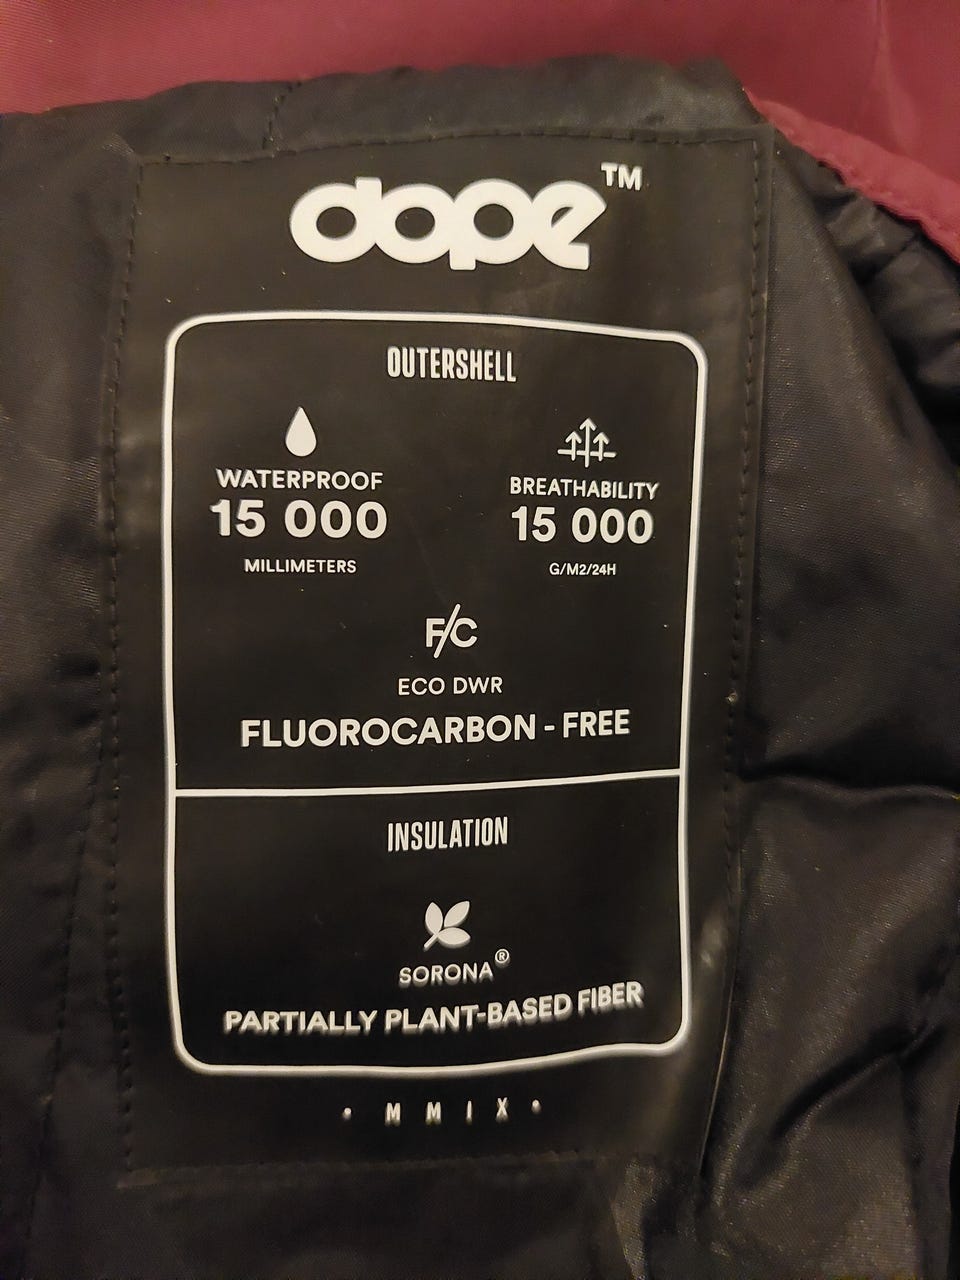 dope™
OUTERSHELL
WATERPROOF
15 000
MILLIMETERS
BREATHABILITY
15 000
G/M2/24H
F/C
ECO DWR
FLUOROCARBON - FREE
INSULATION
SORONA®
PARTIALLY PLANT-BASED FIBER
• M M I X •